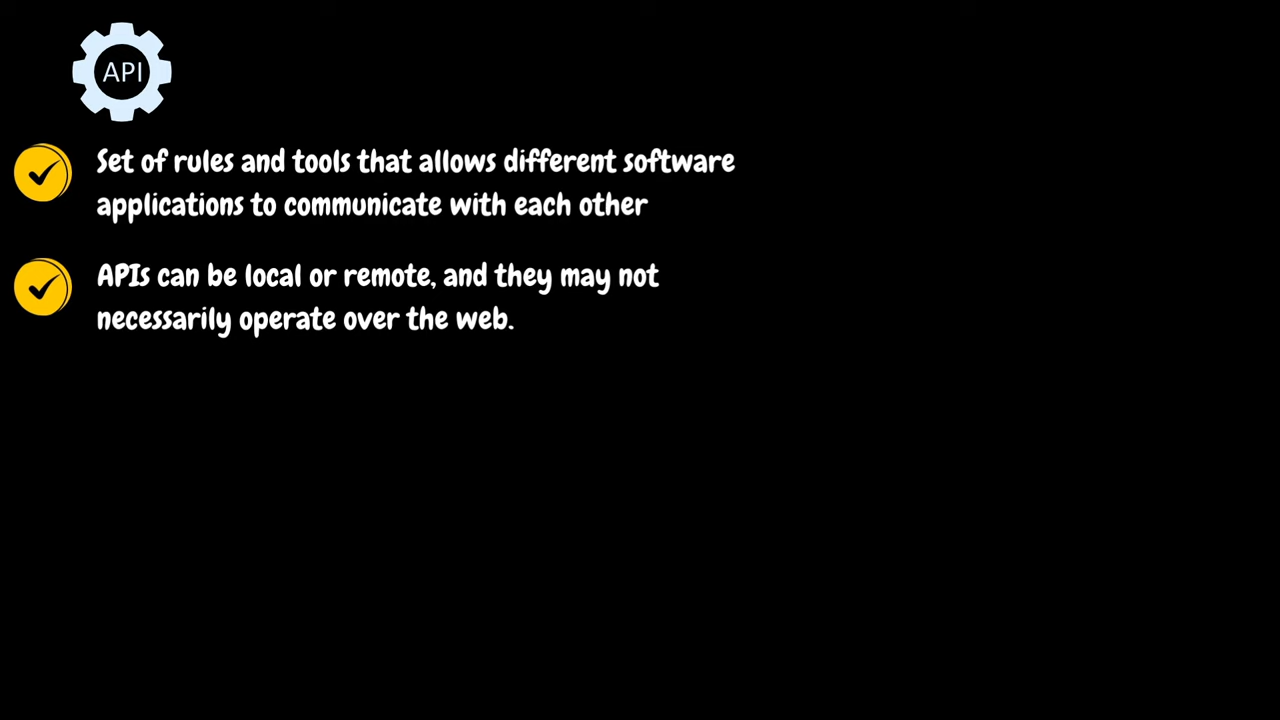 API
Set of rules and tools that allows different software
applications to communicate with each other
APIs can be local or remote, and they may not
necessarily operate over the web.